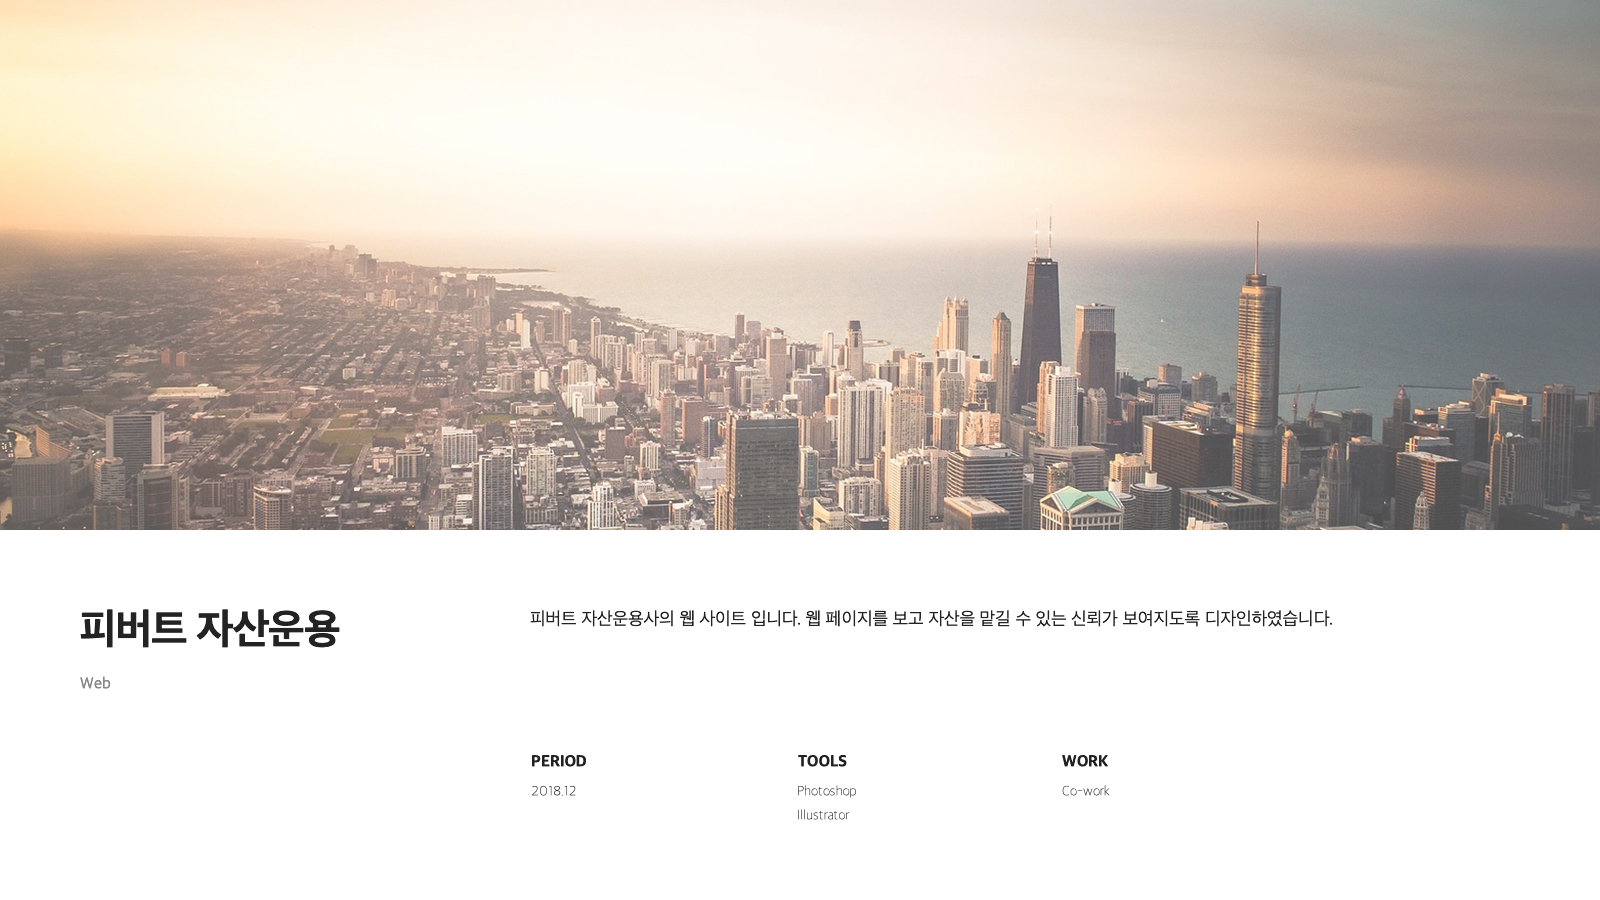 피버트 자산운용
Web
피버트 자산운용사의 웹 사이트 입니다. 웹 페이지를 보고 자산을 맡길 수 있는 신뢰가 보여지도록 디자인하였습니다.
PERIOD
2018.12
TOOLS
Photoshop
Illustrator
WORK
Co-work